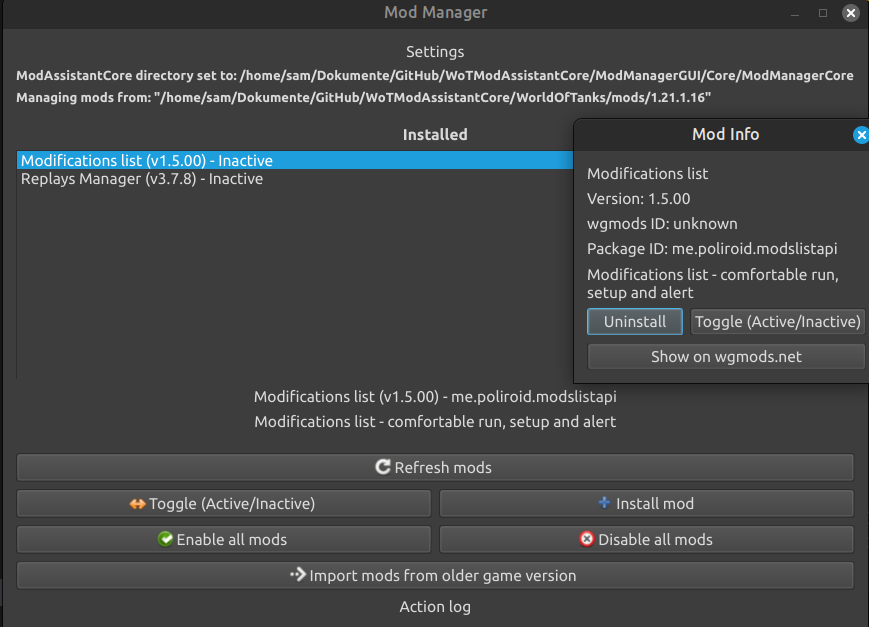 Mod Manager
Settings
ModAssistantCore directory set to: /home/sam/Dokumente/GitHub/WoTModAssistantCore/ModManagerGUI/Core/ModManagerCore
Managing mods from: "/home/sam/Dokumente/GitHub/WoTModAssistantCore/WorldOfTanks/mods/1.21.1.16"
Installed
Modifications list (v1.5.00) - Inactive
Replays Manager (v3.7.8) - Inactive
Mod Info
Modifications list
Version: 1.5.00
wgmods ID: unknown
Package ID: me.poliroid.modslistapi
Modifications list - comfortable run,
setup and alert
Uninstall
Toggle (Active/Inactive)
Show on wgmods.net
Modifications list (v1.5.00) - me.poliroid.modslistapi
Modifications list - comfortable run, setup and alert
Refresh mods
Toggle (Active/Inactive)
Install mod
Enable all mods
Disable all mods
Import mods from older game version
Action log